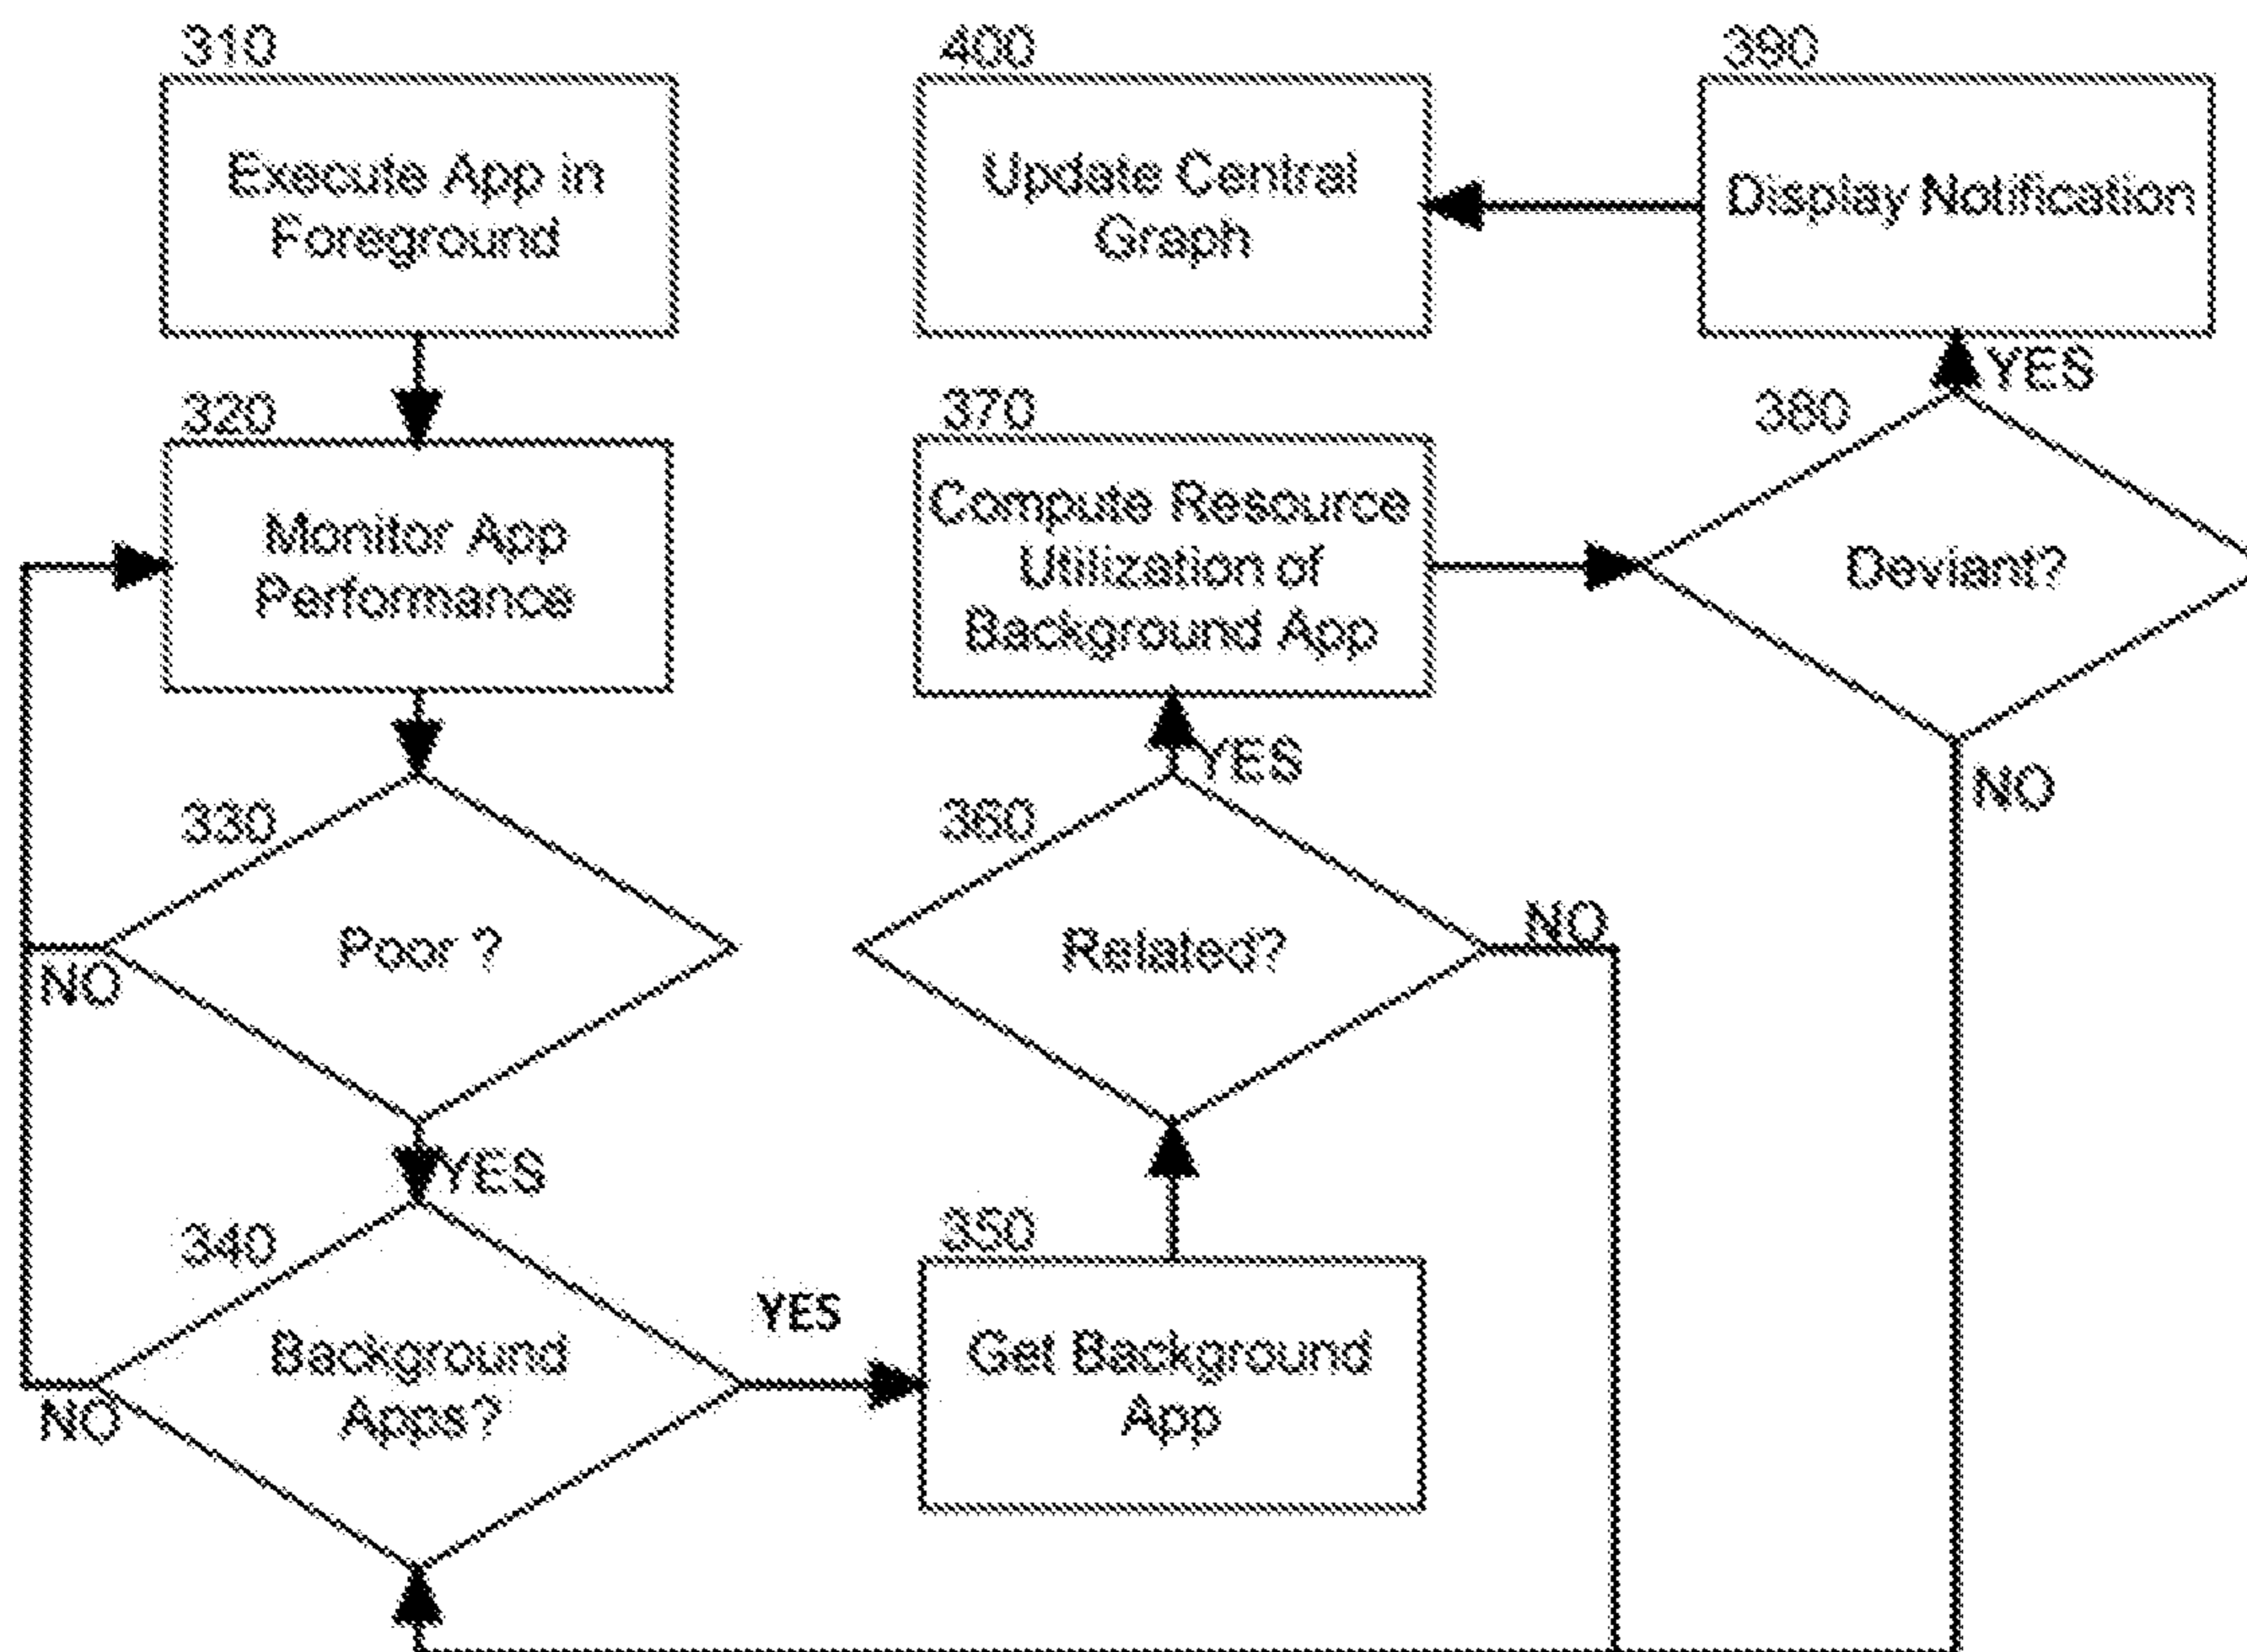 310
Execute App in
Foreground
320
Monitor App
Performance
330
Poor ?
NO
YES
340
Background
Apps?
NO
YES
350
Get Background
App
360
Related?
YES
NO
370
Compute Resource
Utilization of
Background App
380
Deviant?
YES
NO
390
Display Notification
400
Update Central
Graph